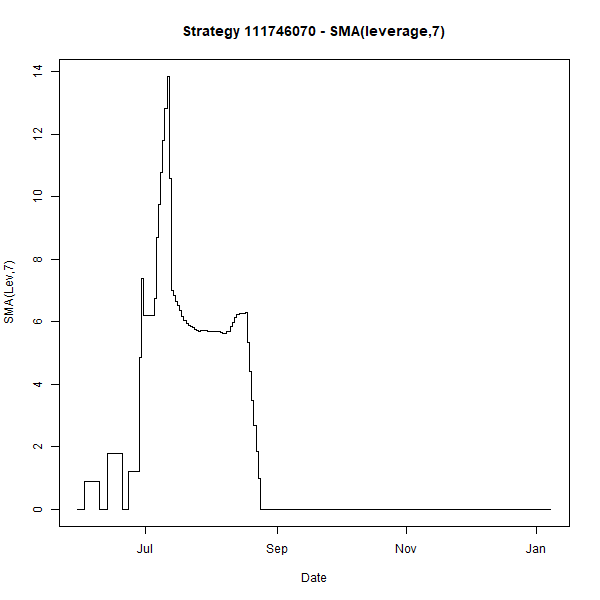 Strategy 111746070 - SMA(leverage,7)
SMA(Lev,7)
14
12
10
8
6
4
2
0
Jul Sep Nov Jan
Date